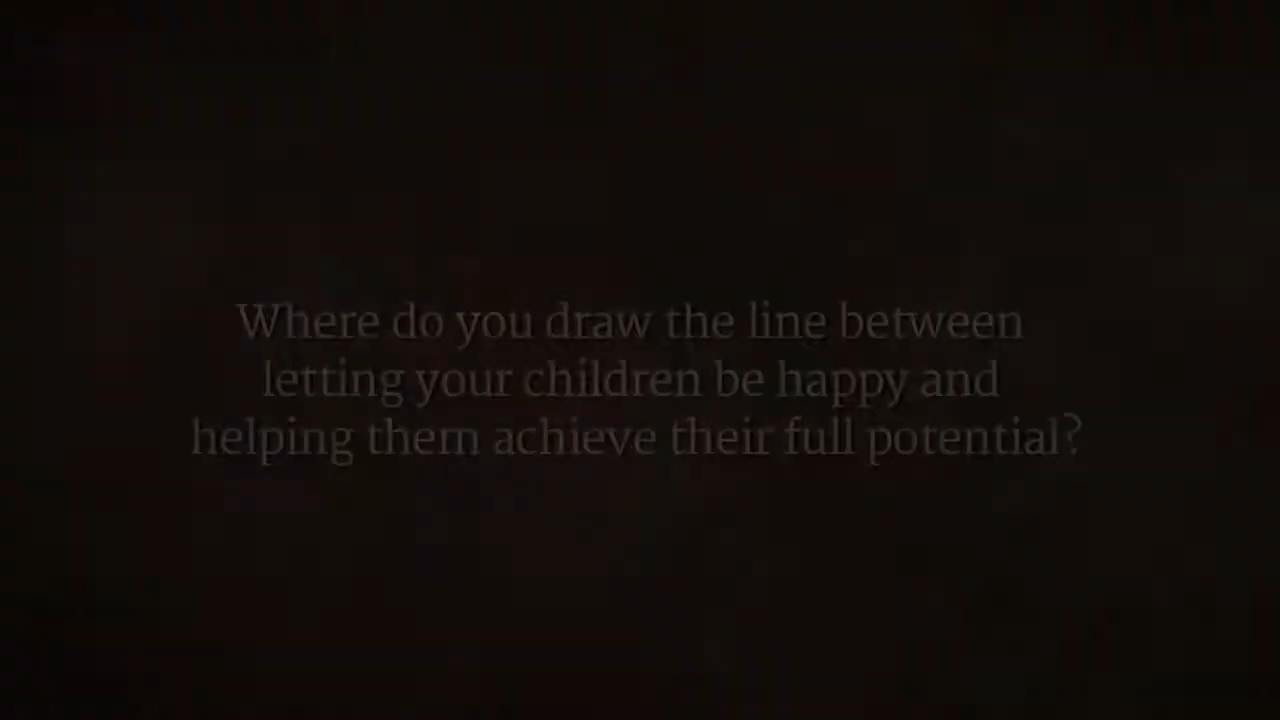 Where do you draw the line between
letting your children be happy and
helping them achieve their full potential?